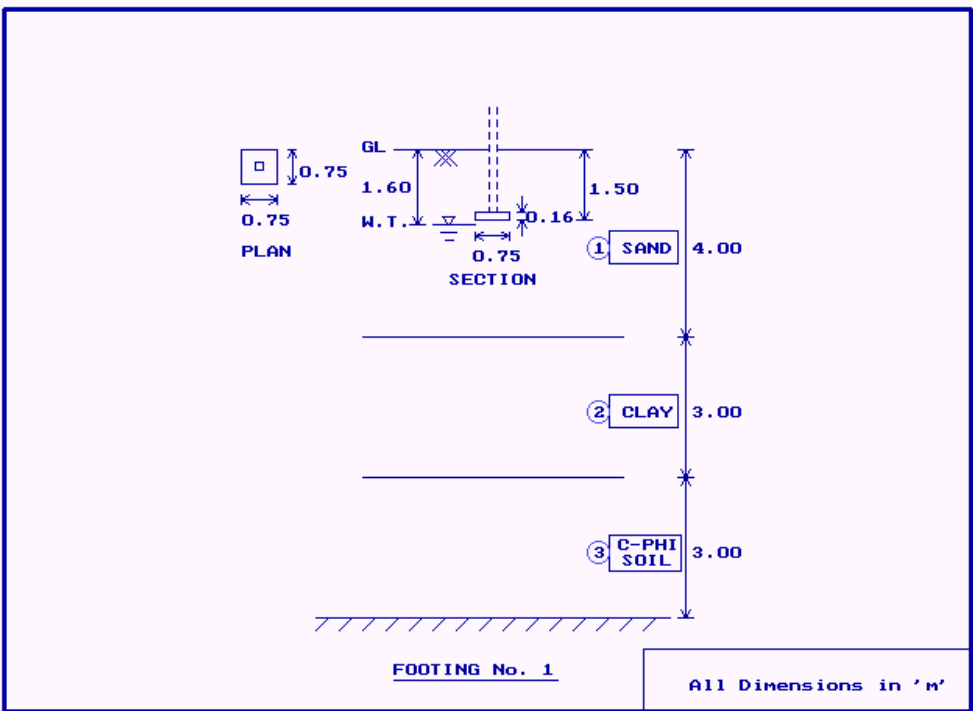 GL
0.75
1.60
1.50
0.75
W.T.
0.16
PLAN
0.75
1 SAND 4.00
SECTION
2 CLAY 3.00
3 C-PHI SOIL 3.00
FOOTING No. 1
All Dimensions in 'm'